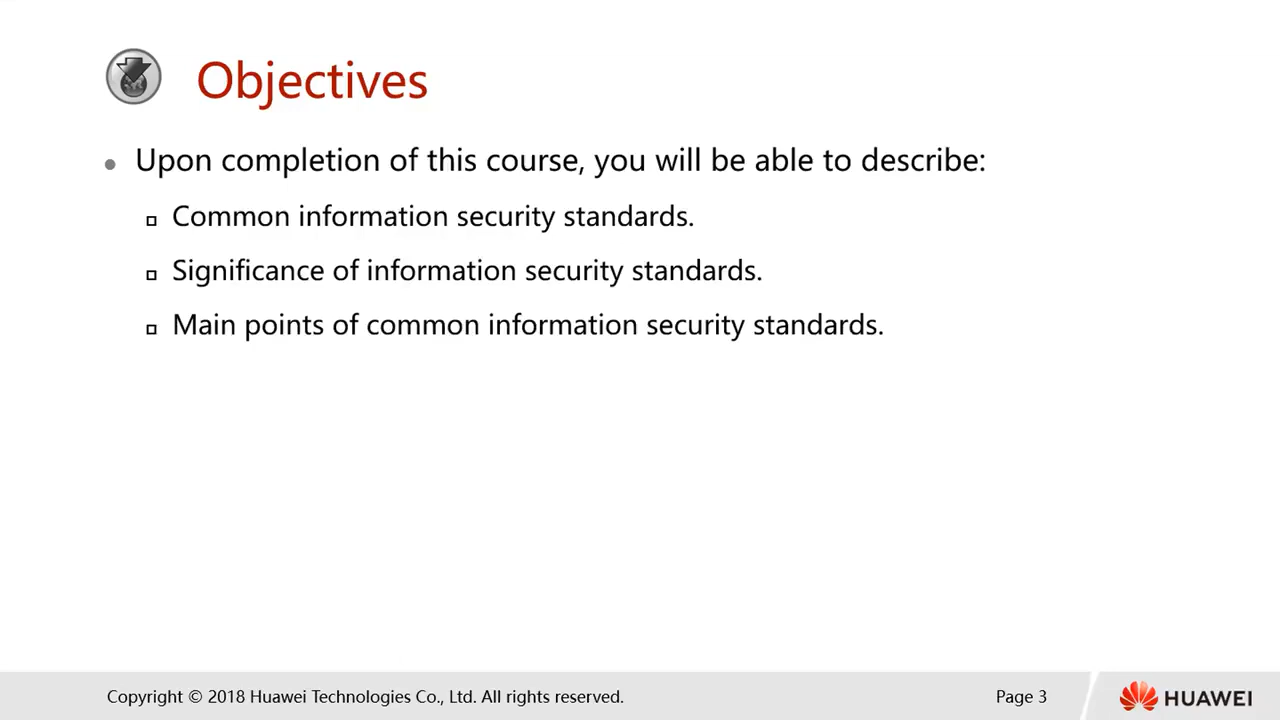 Objectives
Upon completion of this course, you will be able to describe:
Common information security standards.
Significance of information security standards.
Main points of common information security standards.
Copyright © 2018 Huawei Technologies Co., Ltd. All rights reserved.
Page 3
HUAWEI